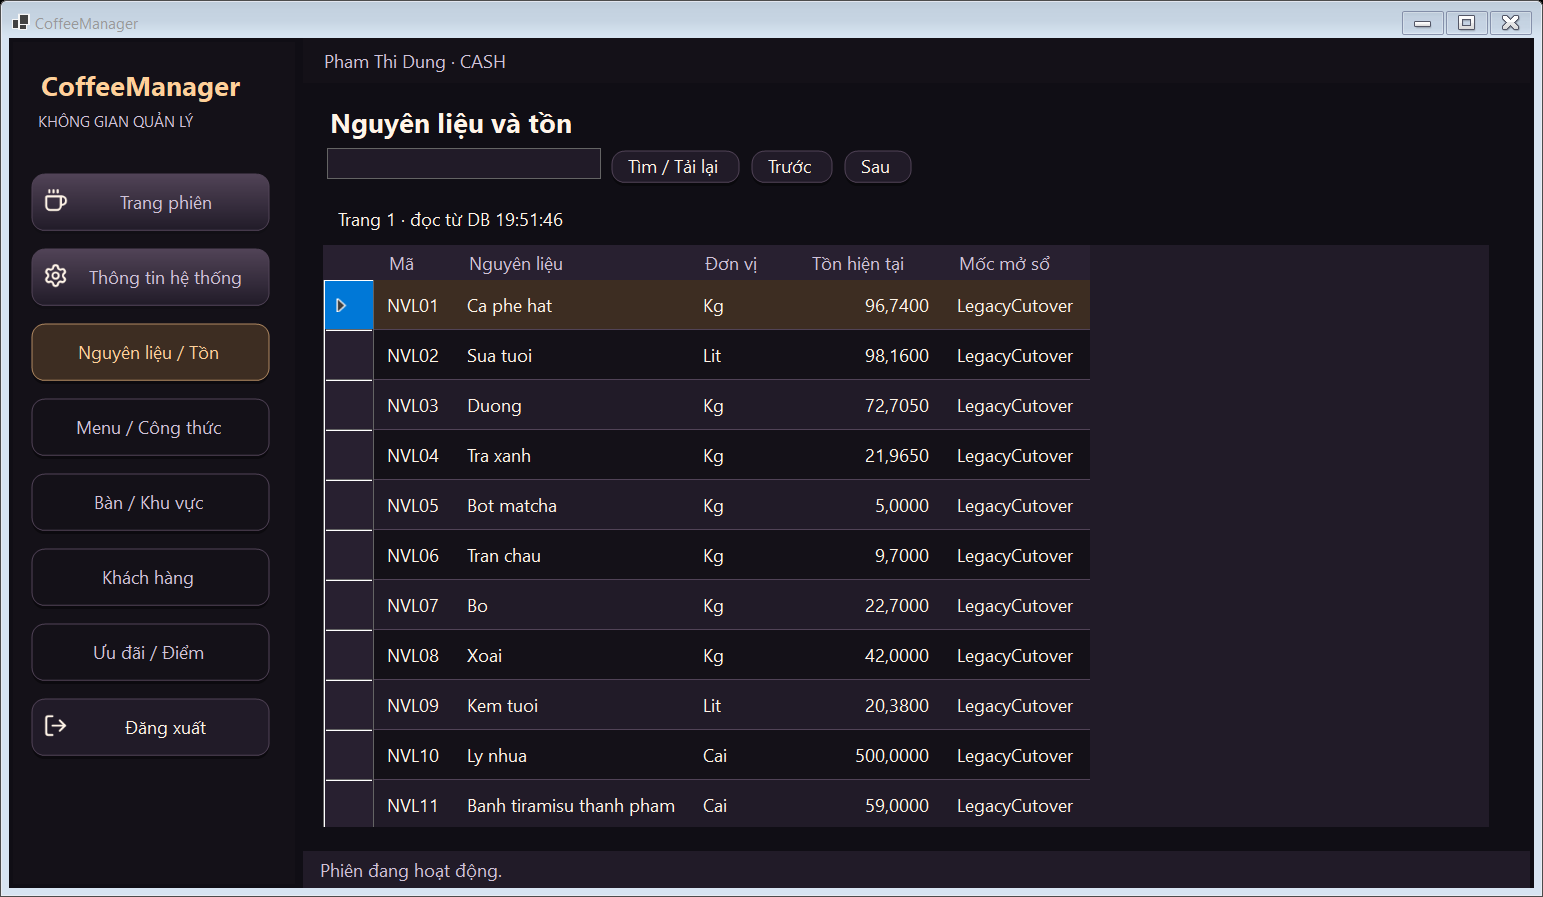 CoffeeManager
Pham Thi Dung · CASH
CoffeeManager
KHÔNG GIAN QUẢN LÝ
Trang phiên
Thông tin hệ thống
Nguyên liệu / Tồn
Menu / Công thức
Bàn / Khu vực
Khách hàng
Ưu đãi / Điểm
Đăng xuất
Nguyên liệu và tồn
Tìm / Tải lại Trước Sau
Trang 1 · đọc từ DB 19:51:46
Mã Nguyên liệu Đơn vị Tồn hiện tại Mốc mở sổ
NVL01 Ca phe hat Kg 96,7400 LegacyCutover
NVL02 Sua tuoi Lit 98,1600 LegacyCutover
NVL03 Duong Kg 72,7050 LegacyCutover
NVL04 Tra xanh Kg 21,9650 LegacyCutover
NVL05 Bot matcha Kg 5,0000 LegacyCutover
NVL06 Tran chau Kg 9,7000 LegacyCutover
NVL07 Bo Kg 22,7000 LegacyCutover
NVL08 Xoai Kg 42,0000 LegacyCutover
NVL09 Kem tuoi Lit 20,3800 LegacyCutover
NVL10 Ly nhua Cai 500,0000 LegacyCutover
NVL11 Banh tiramisu thanh pham Cai 59,0000 LegacyCutover
Phiên đang hoạt động.